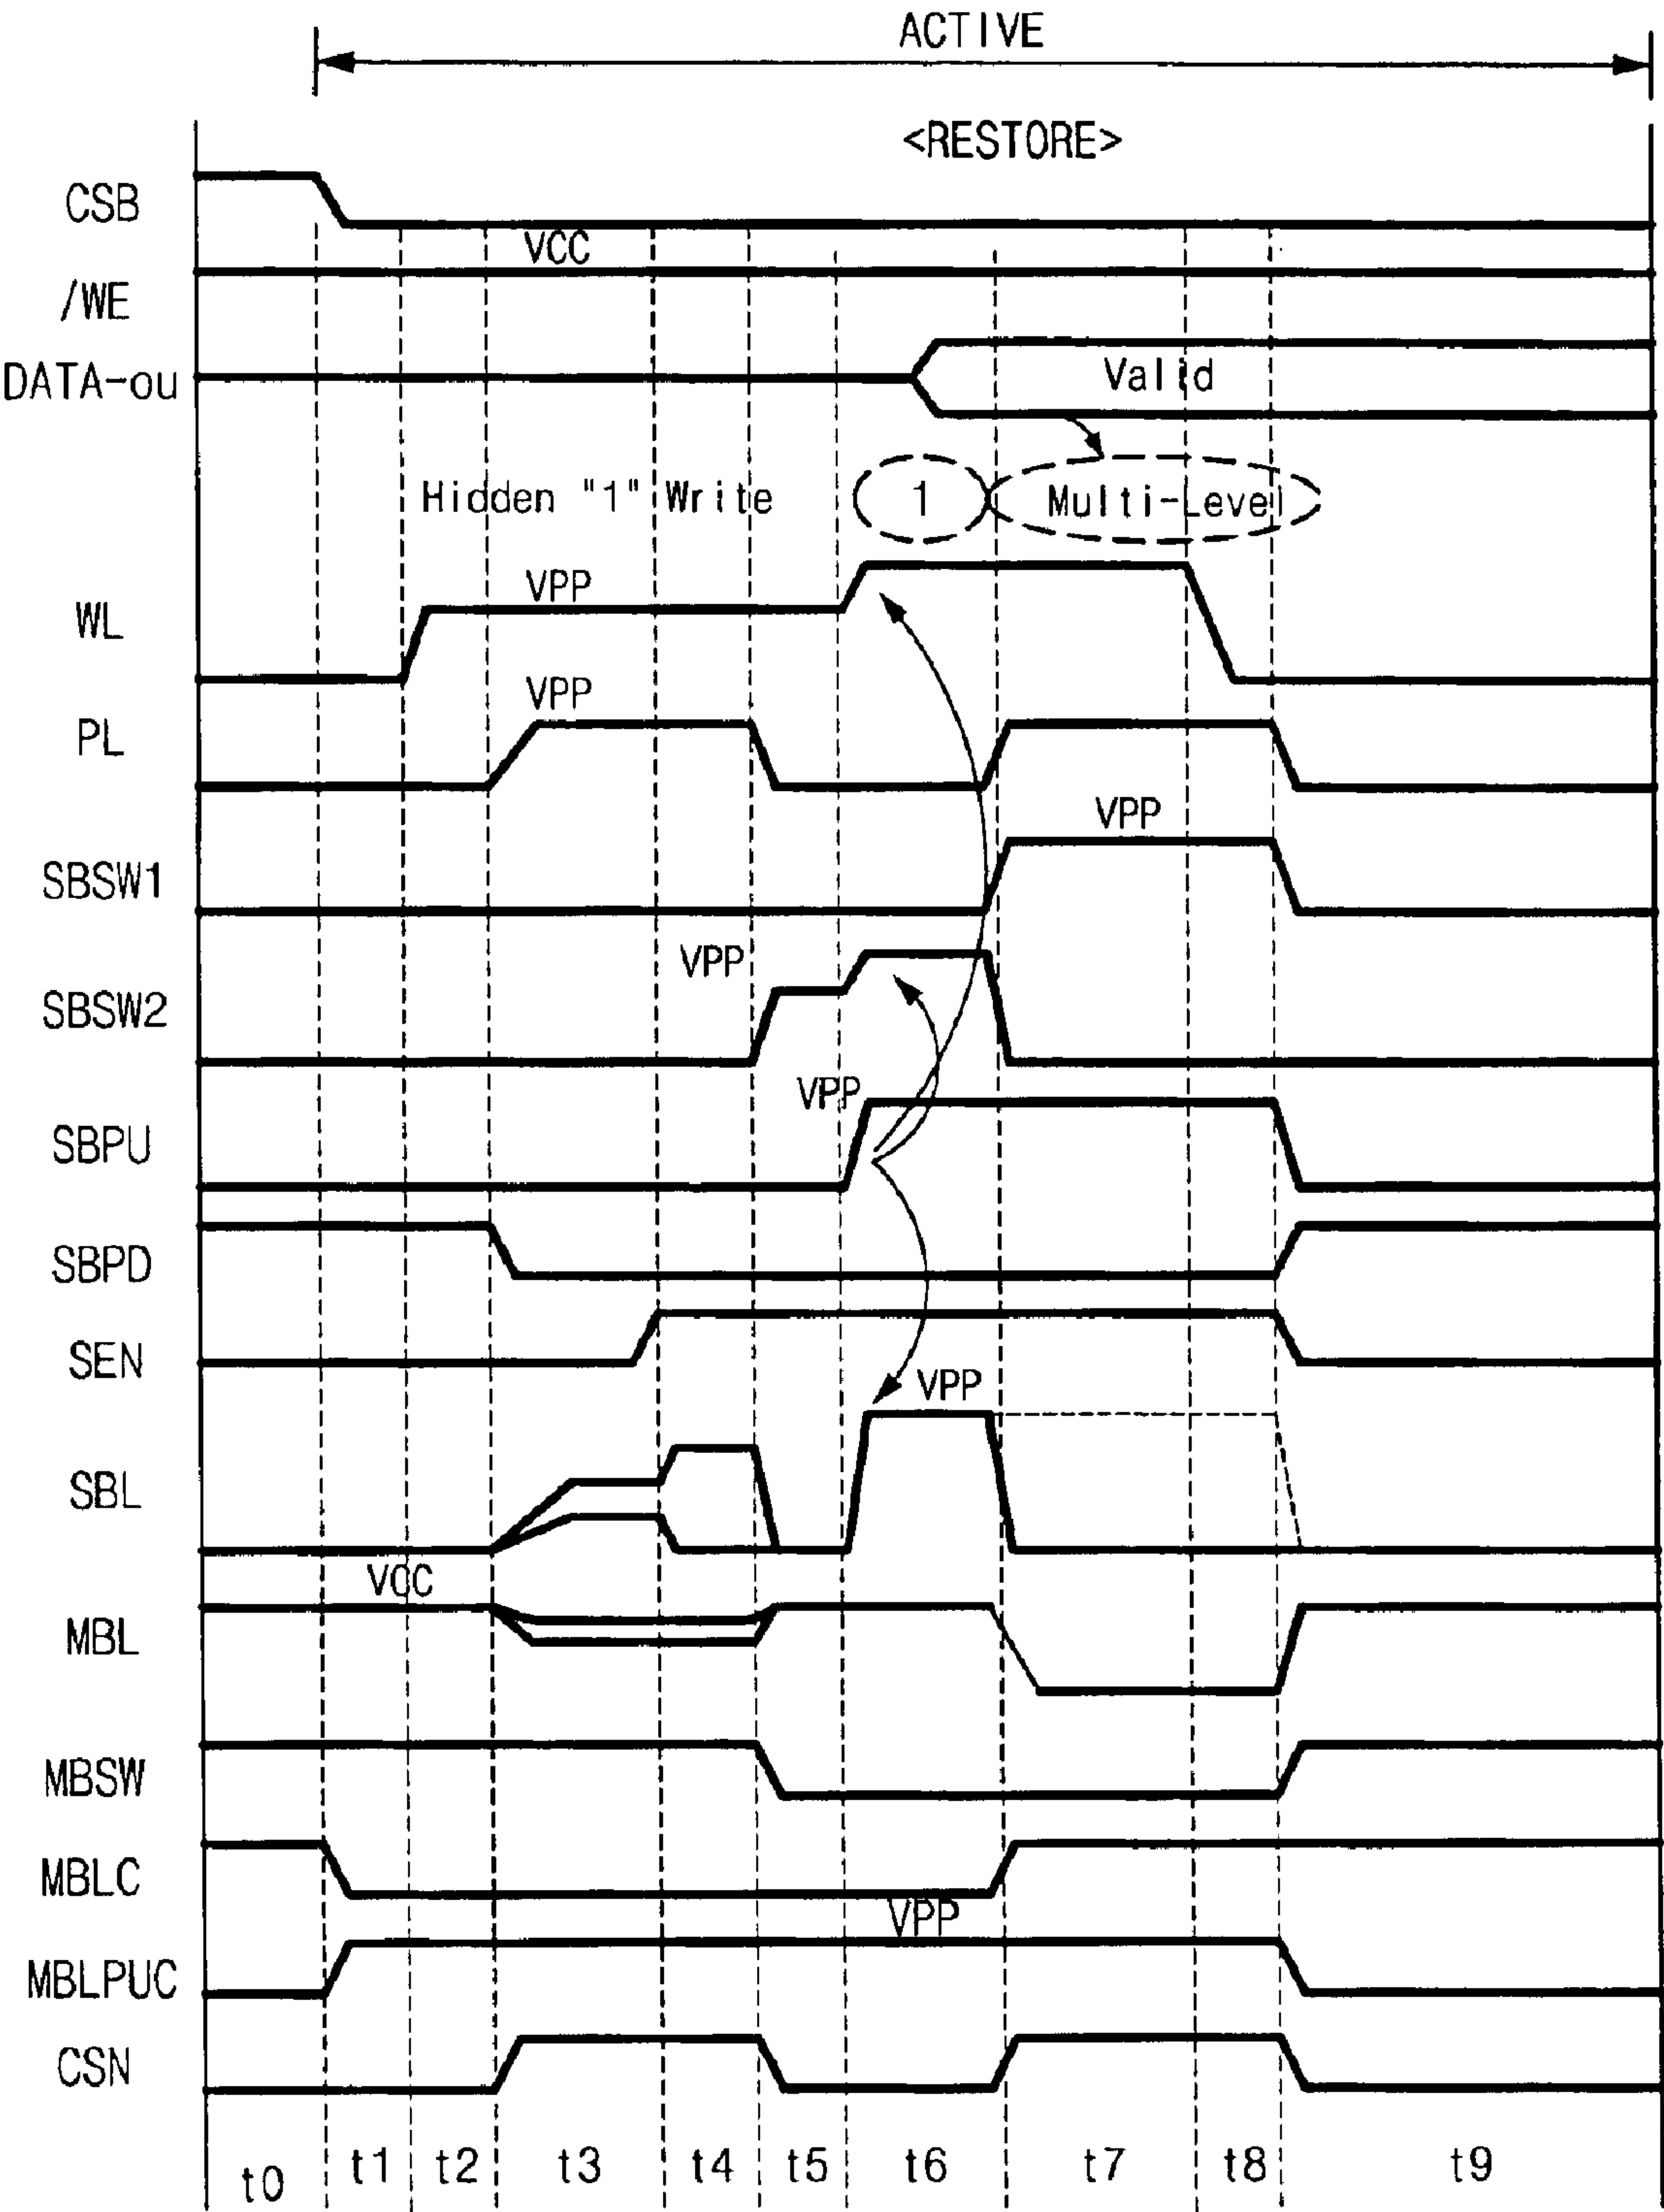 ACTIVE
<RESTORE>
CSB
VCC
/WE
DATA-ou
Valid
Hidden "1" Write
1
Multi-Level
WL
VPP
PL
VPP
SBSW1
VPP
SBSW2
VPP
SBPU
VPP
SBPD
SEN
SBL
VPP
MBL
VCC
MBSW
MBLC
MBLPUC
VPP
CSN
t0 t1 t2 t3 t4 t5 t6 t7 t8 t9